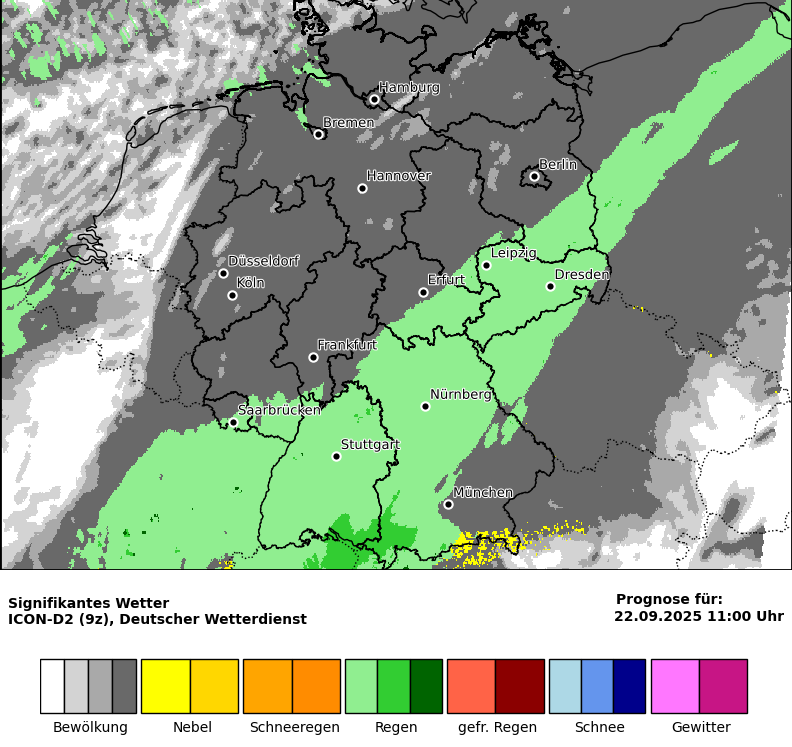 Hamburg
Bremen
Berlin
Hannover
Leipzig
Düsseldorf
Dresden
Köln
Erfurt
Frankfurt
Nürnberg
Saarbrücken
Stuttgart
München
Signifikantes Wetter
ICON-D2 (9z), Deutscher Wetterdienst
Prognose für:
22.09.2025 11:00 Uhr
Bewölkung
Nebel
Schneeregen
Regen
gefr. Regen
Schnee
Gewitter